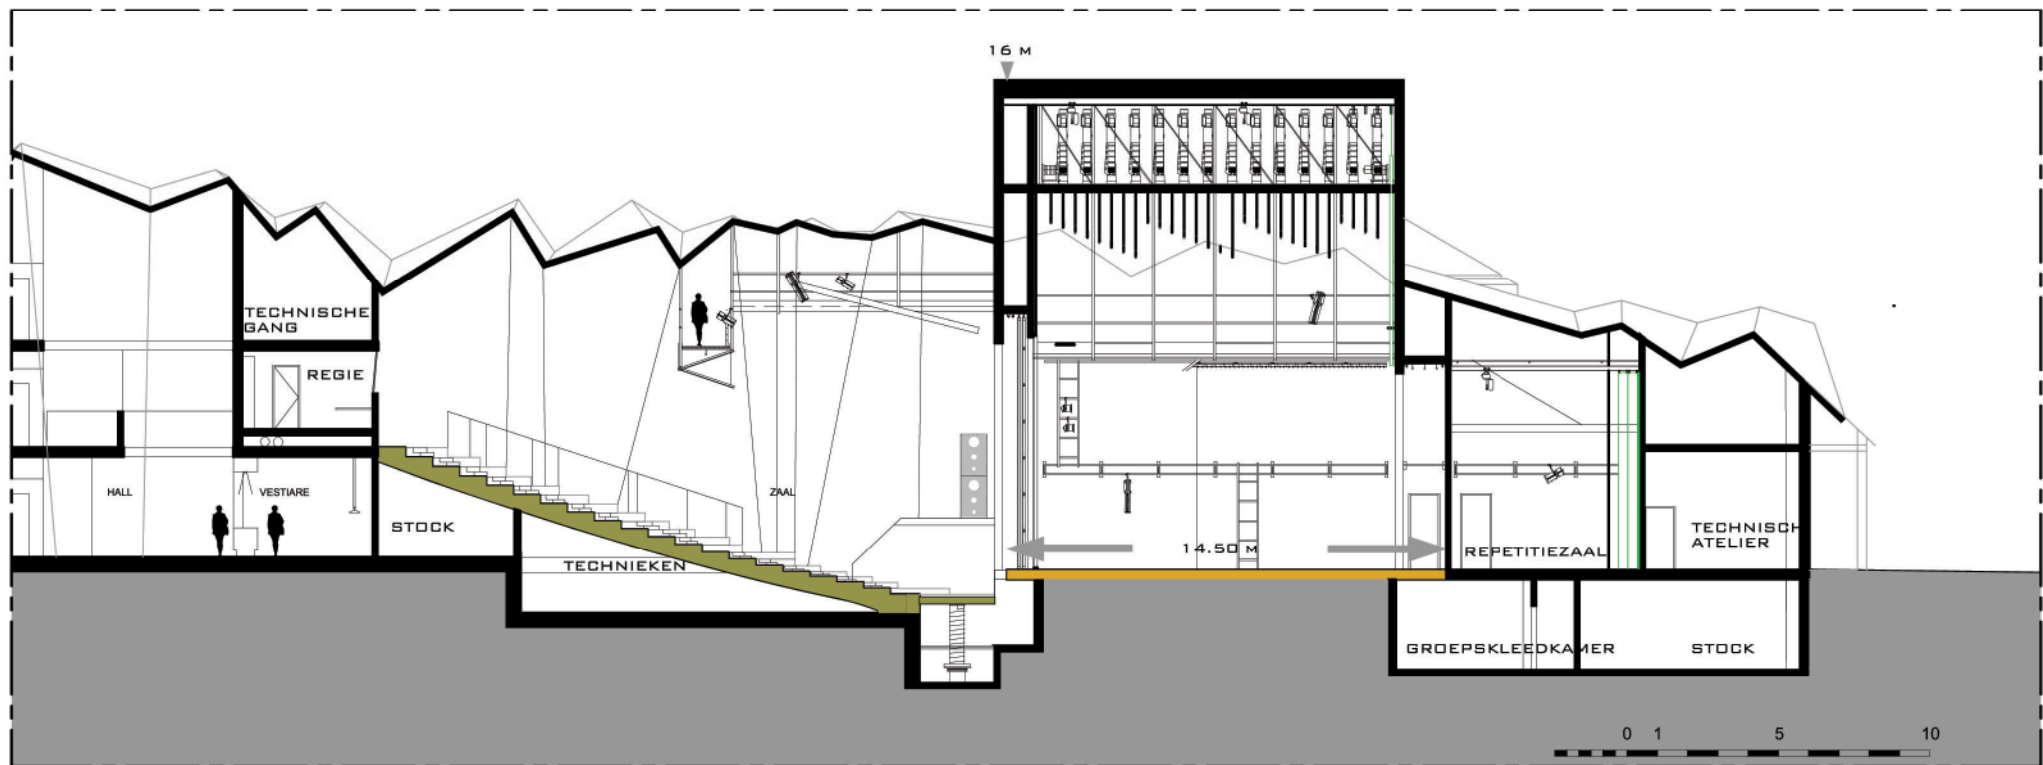 16 M
TECHNISCHE
GANG
REGIE
HALL
VESTIARE
ZAAL
STOCK
TECHNIEKEN
14.50 M
REPETITIEZAAL
TECHNISCH
ATELIER
GROEPSKLEEDKAMER
STOCK
0 1 5 10